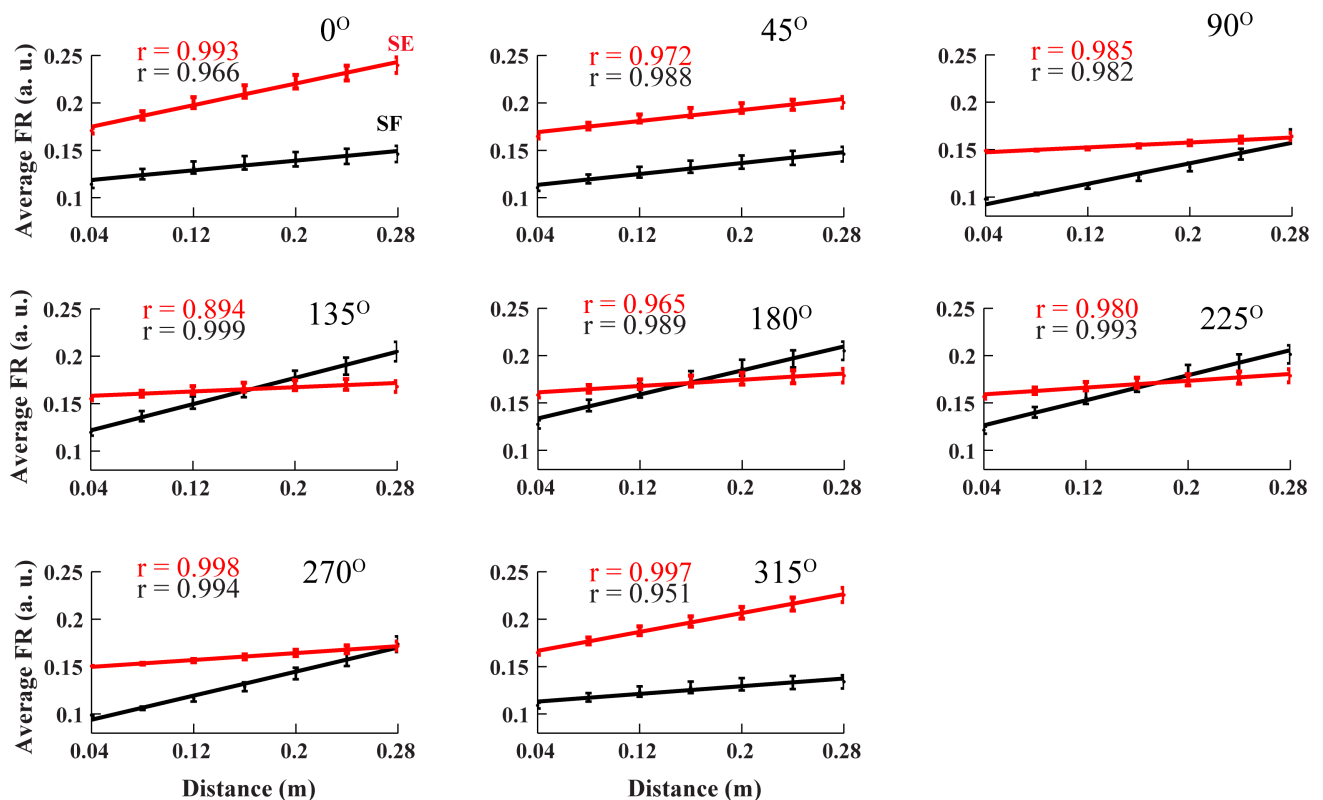 0° 45° 90°
0.25 r = 0.993 SE 0.25 r = 0.972 0.25 r = 0.985
r = 0.966 r = 0.988 r = 0.982
0.2 0.2 0.2
SF
0.15 0.15 0.15
0.1 0.1 0.1
Average FR (a. u.)
0.04 0.12 0.2 0.28 0.04 0.12 0.2 0.28 0.04 0.12 0.2 0.28
0.25 r = 0.894 135° 0.25 r = 0.965 180° 0.25 r = 0.980 225°
r = 0.999 r = 0.989 r = 0.993
0.2 0.2 0.2
0.15 0.15 0.15
0.1 0.1 0.1
Average FR (a. u.)
0.04 0.12 0.2 0.28 0.04 0.12 0.2 0.28 0.04 0.12 0.2 0.28
0.25 r = 0.998 270° 0.25 r = 0.997 315°
r = 0.994 r = 0.951
0.2 0.2
0.15 0.15
0.1 0.1
Average FR (a. u.)
0.04 0.12 0.2 0.28 0.04 0.12 0.2 0.28
Distance (m) Distance (m)